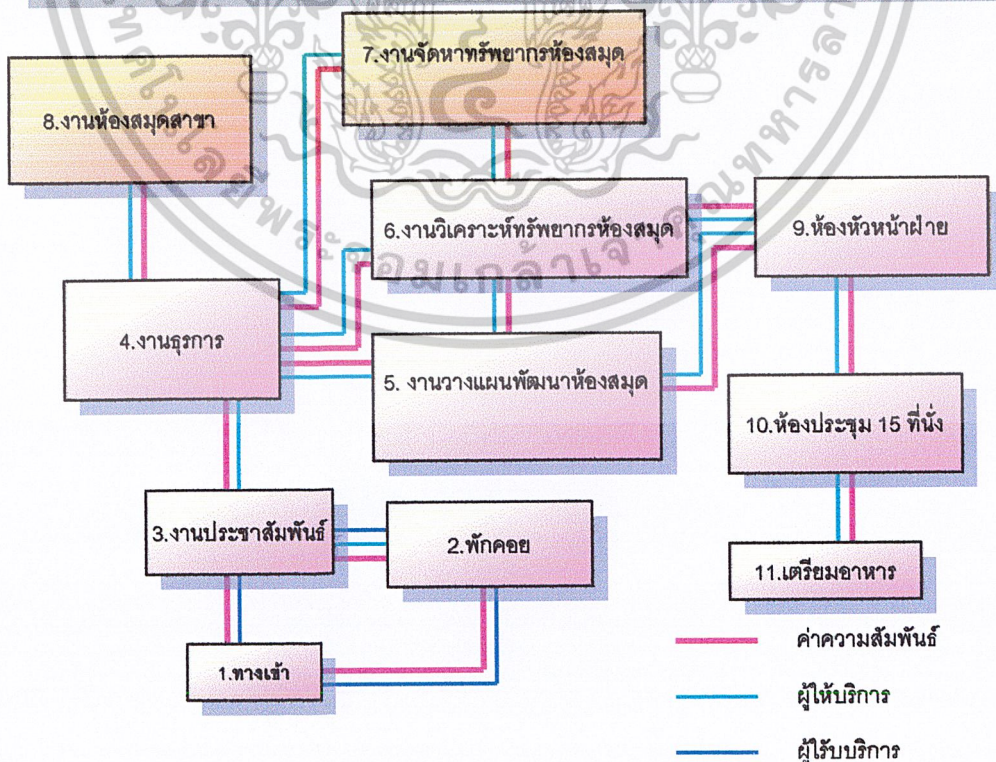 7.งานจัดหาทรัพยากรห้องสมุด
8.งานห้องสมุดสาขา
6.งานวิเคราะห์ทรัพยากรห้องสมุด
9.ห้องหัวหน้าฝ่าย
4.งานธุรการ
5. งานวางแผนพัฒนาห้องสมุด
10.ห้องประชุม 15 ที่นั่ง
3.งานประชาสัมพันธ์
2.พักคอย
11.เตรียมอาหาร
1.ทางเข้า
ค่าความสัมพันธ์
ผู้ให้บริการ
ผู้ใรับบริการ